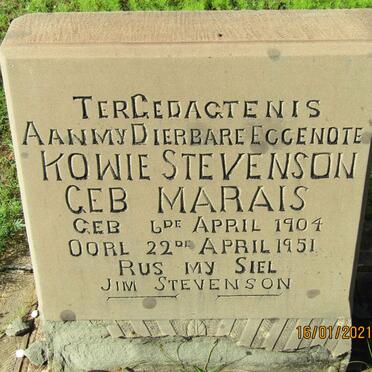 TER GEDAGTENIS
AAN MY DIERBARE EGGENOTE
KOWIE STEVENSON
GEB MARAIS
GEB 6DE APRIL 1904
OORL 22DE APRIL 1951
RUS MY SIEL
JIM STEVENSON
16/01/2021